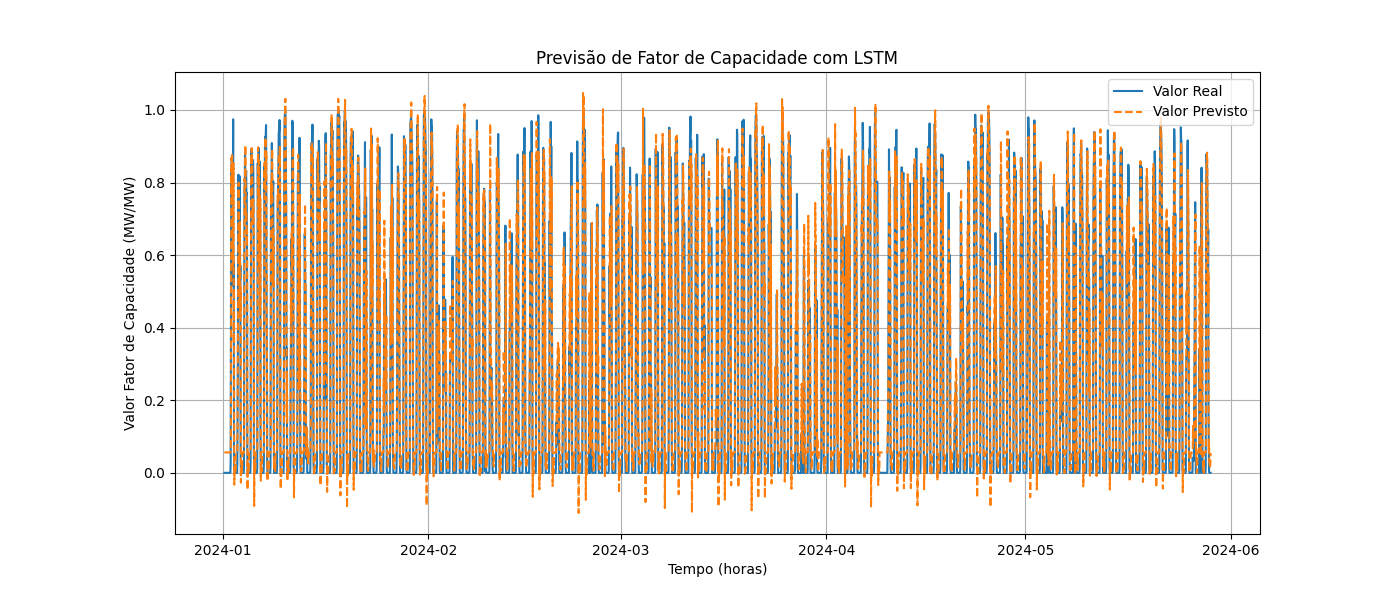 Previsão de Fator de Capacidade com LSTM
Valor Real
Valor Previsto
Valor Fator de Capacidade (MW/MW)
1.0
0.8
0.6
0.4
0.2
0.0
2024-01 2024-02 2024-03 2024-04 2024-05 2024-06
Tempo (horas)